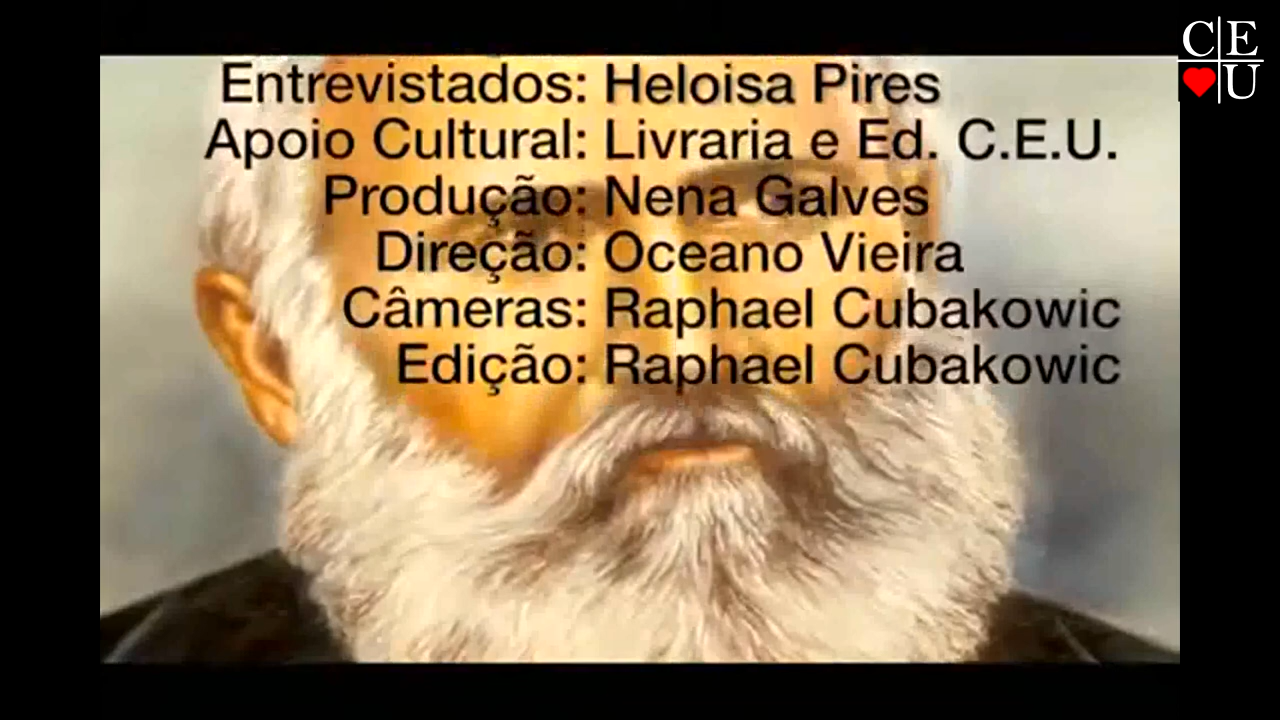 C E
U
Entrevistados: Heloisa Pires
Apoio Cultural: Livraria e Ed. C.E.U.
Produção: Nena Galves
Direção: Oceano Vieira
Câmeras: Raphael Cubakowic
Edição: Raphael Cubakowic